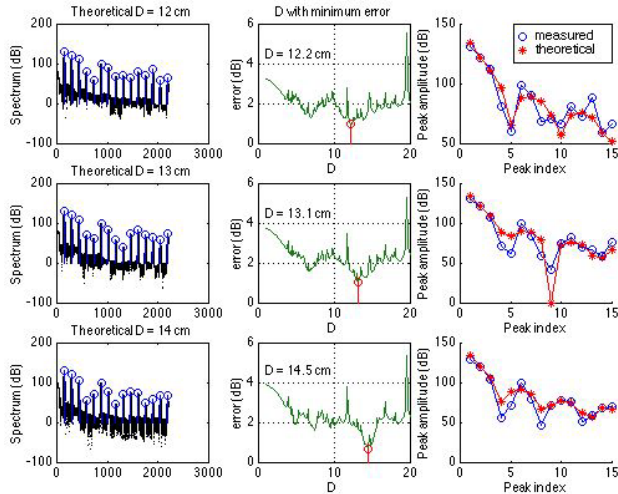 Theoretical D = 12 cm
D with minimum error
measured
theoretical
Spectrum (dB)
200
100
0
-100
0
1000
2000
3000
error (dB)
6
4
2
0
D = 12.2 cm
0
10
20
D
Peak amplitude (dB)
150
100
50
0
5
10
15
Peak index
Theoretical D = 13 cm
Spectrum (dB)
200
100
0
-100
0
1000
2000
3000
error (dB)
6
4
2
0
D = 13.1 cm
0
10
20
D
Peak amplitude (dB)
150
100
50
0
0
5
10
15
Peak index
Theoretical D = 14 cm
Spectrum (dB)
200
100
0
-100
0
1000
2000
3000
error (dB)
6
4
2
0
D = 14.5 cm
0
10
20
D
Peak amplitude (dB)
150
100
50
0
0
5
10
15
Peak index